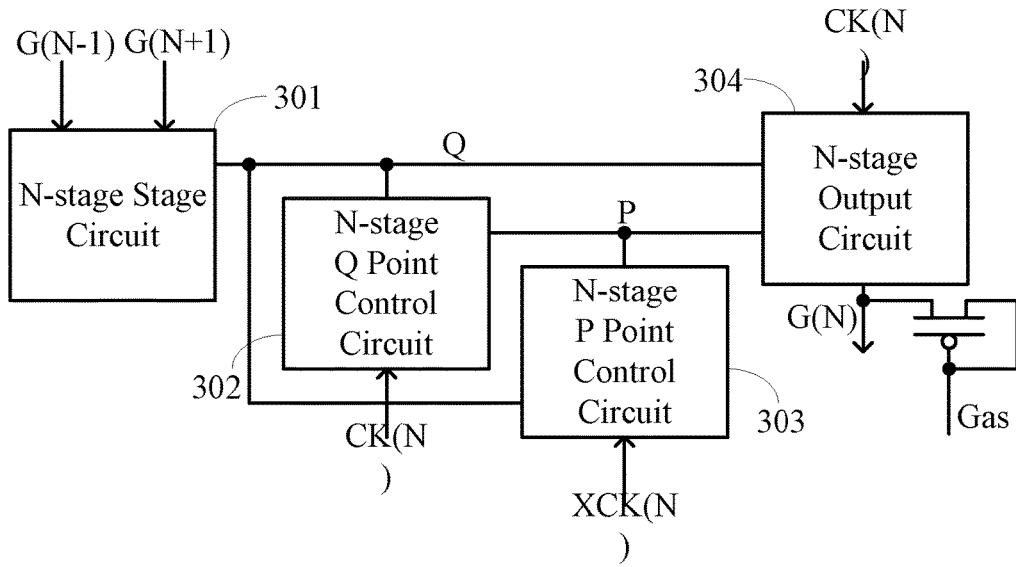 G(N-1) G(N+1)
301
N-stage Stage
Circuit
Q
N-stage
Q Point
Control
Circuit
302
CK(N
)
P
N-stage
P Point
Control
Circuit
303
XCK(N
)
CK(N
)
304
N-stage
Output
Circuit
G(N)
Gas